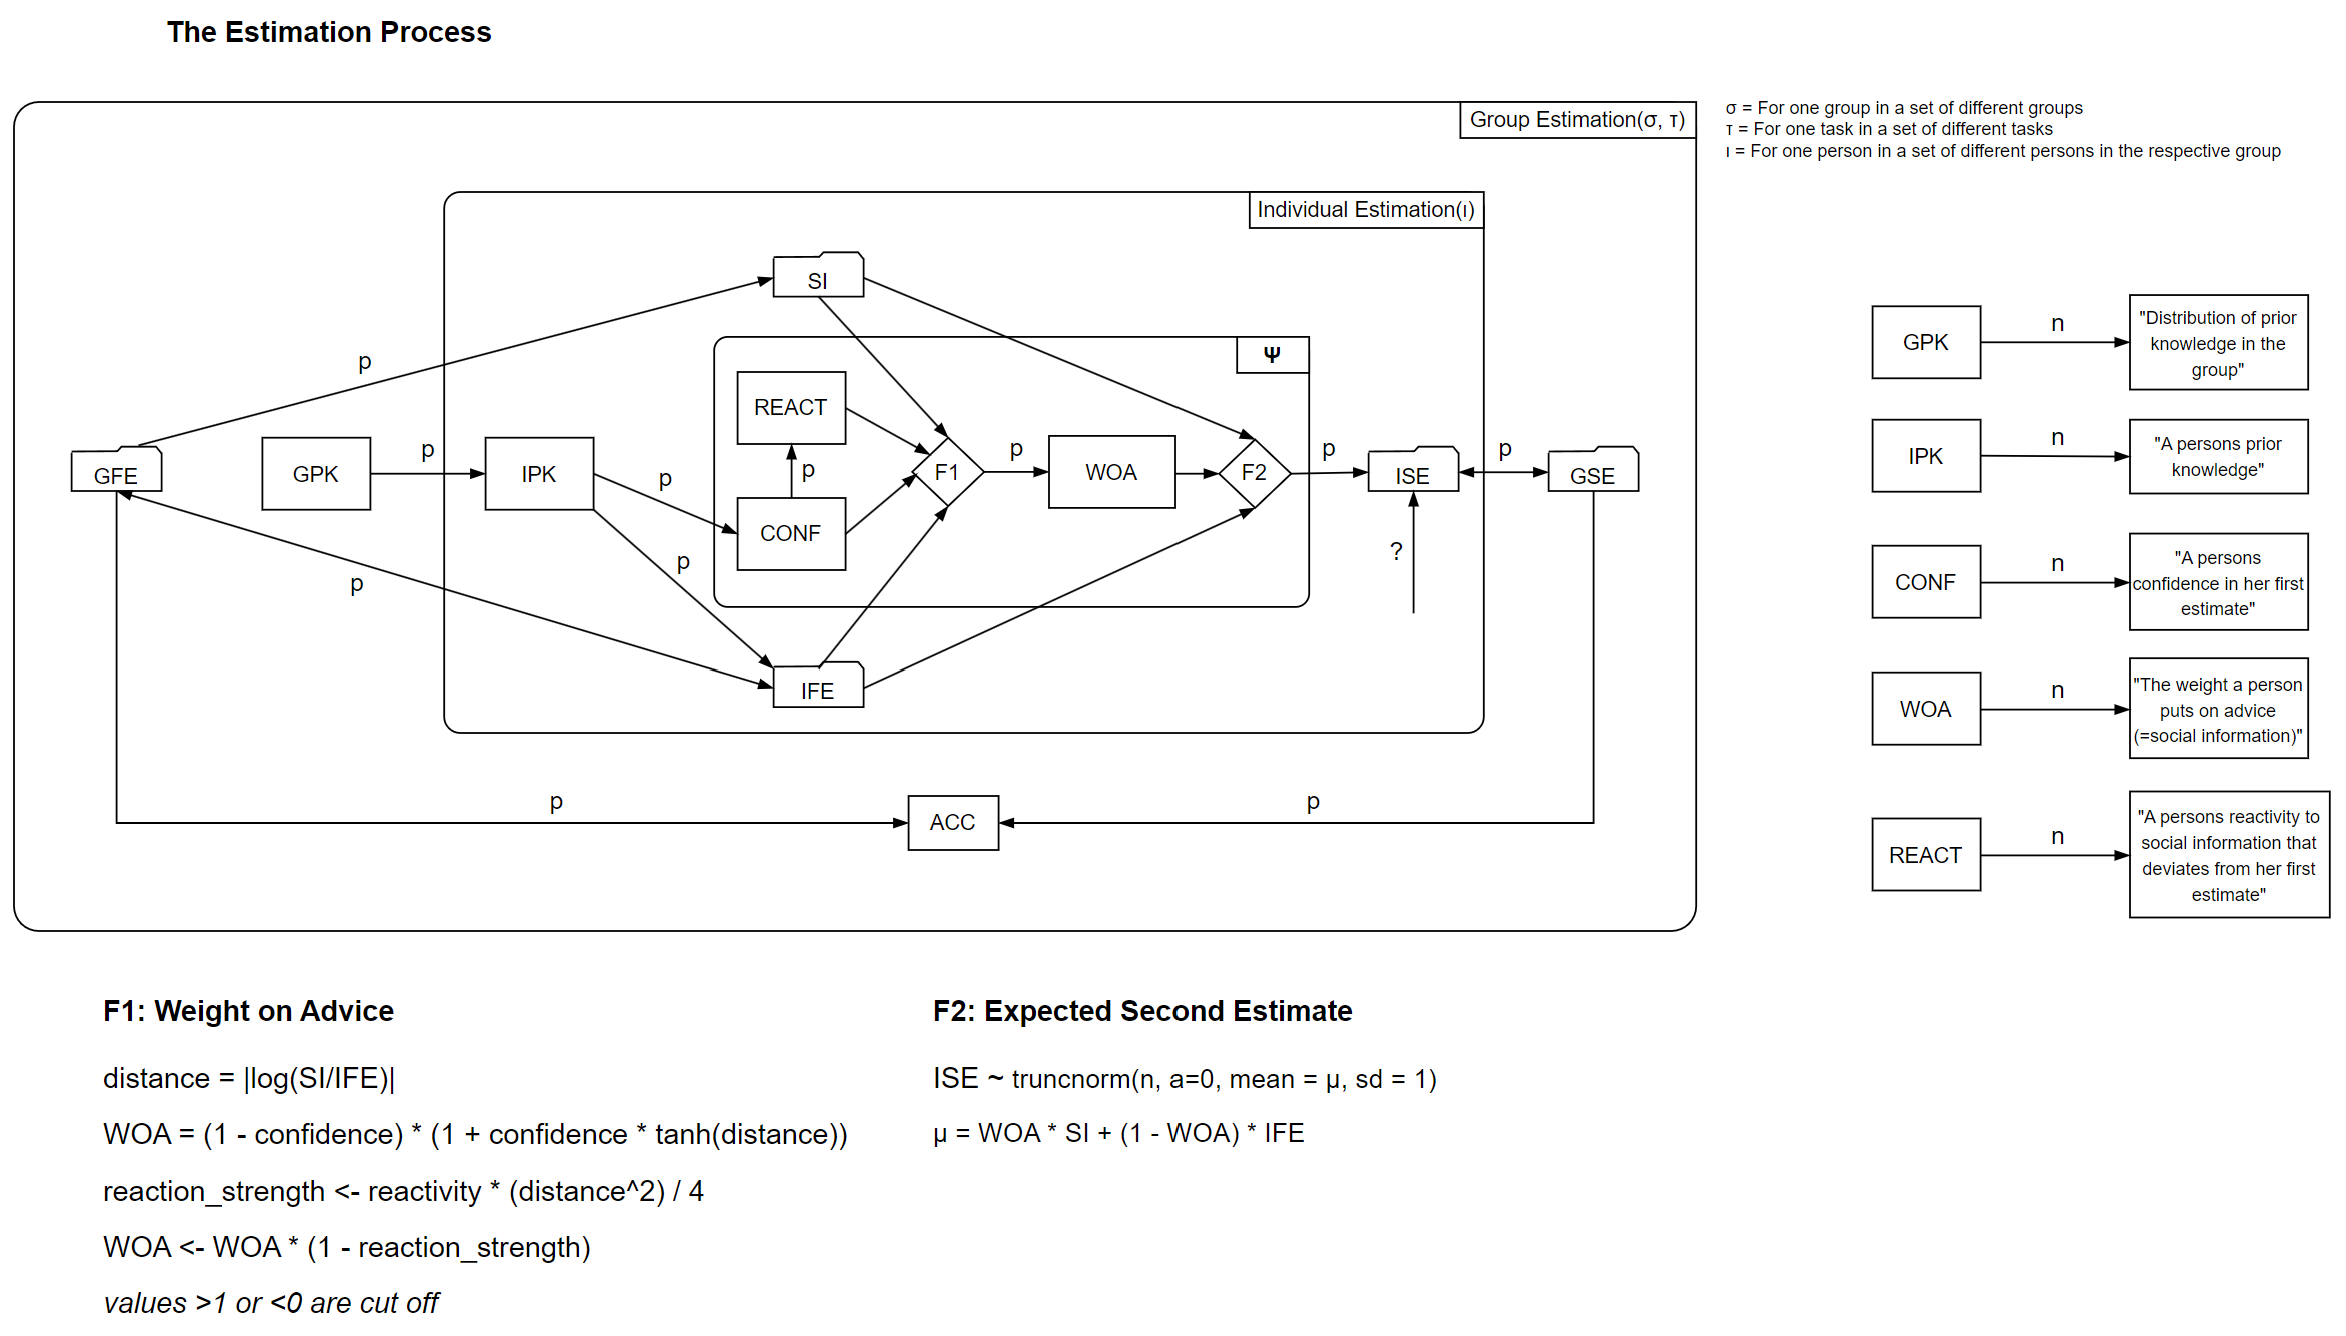 The Estimation Process
Group Estimation(σ, τ)
σ = For one group in a set of different groups
τ = For one task in a set of different tasks
ι = For one person in a set of different persons in the respective group
Individual Estimation(ι)
SI
p
Ψ
REACT
GFE
GPK
p
IPK
p
p
CONF
F1
p
WOA
F2
p
ISE
p
GSE
?
p
p
IFE
p
ACC
p
GPK
n
"Distribution of prior
knowledge in the
group"
IPK
n
"A persons prior
knowledge"
CONF
n
"A persons
confidence in her first
estimate"
WOA
n
"The weight a person
puts on advice
(=social information)"
REACT
n
"A persons reactivity to
social information that
deviates from her first
estimate"
F1: Weight on Advice
distance = |log(SI/IFE)|
WOA = (1 - confidence) * (1 + confidence * tanh(distance))
reaction_strength <- reactivity * (distance^2) / 4
WOA <- WOA * (1 - reaction_strength)
values >1 or <0 are cut off
F2: Expected Second Estimate
ISE ~ truncnorm(n, a=0, mean = μ, sd = 1)
μ = WOA * SI + (1 - WOA) * IFE